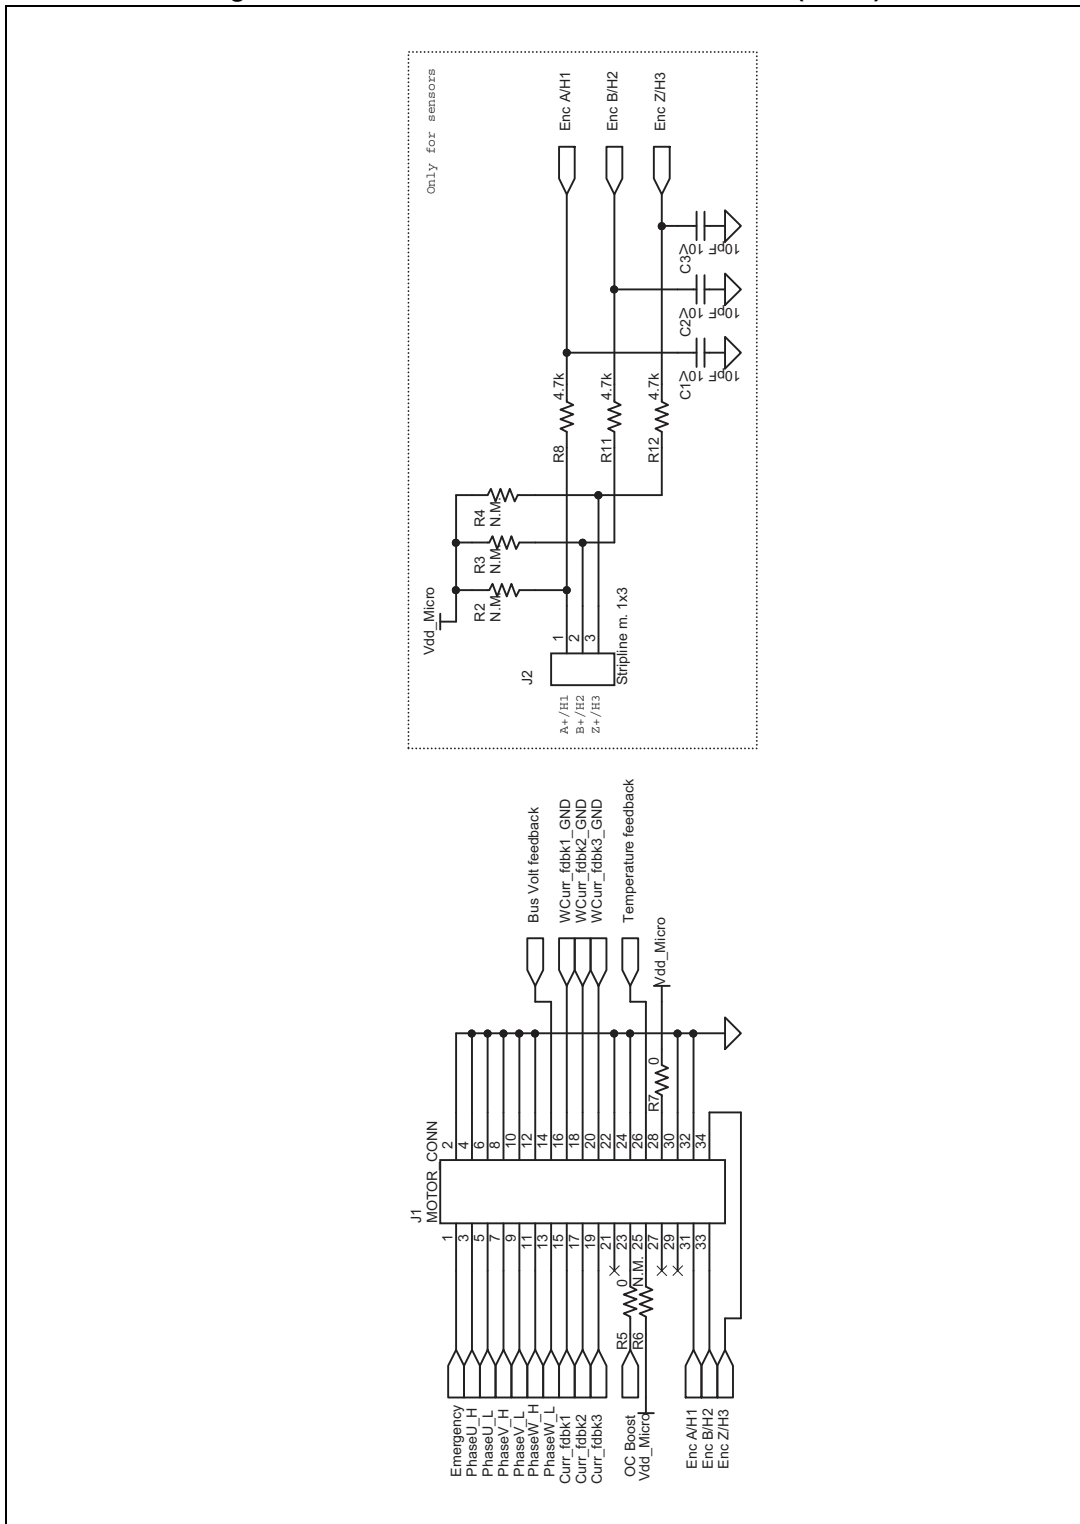 Only for sensors
Enc A/H1
Enc B/H2
Enc Z/H3
Vdd_Micro
R2
N.M.
R3
N.M.
R4
N.M.
R8
4.7k
R11
4.7k
R12
4.7k
C1
10pF 10V
C2
10pF 10V
C3
10pF 10V
J2
1
2
3
Stripline m. 1x3
A+/H1
B+/H2
Z+/H3
J1
MOTOR CONN
Emergency
PhaseU_H
PhaseU_L
PhaseV_H
PhaseV_L
PhaseW_H
PhaseW_L
Curr_fdbk1
Curr_fdbk2
Curr_fdbk3
OC Boost
Vdd_Micro
Enc A/H1
Enc B/H2
Enc Z/H3
R5
0
R6
N.M.
1
3
5
7
9
11
13
15
17
19
21
23
25
27
29
31
33
2
4
6
8
10
12
14
16
18
20
22
24
26
28
30
32
34
R7
0
Vdd_Micro
Bus Volt feedback
WCurr_fdbk1_GND
WCurr_fdbk2_GND
WCurr_fdbk3_GND
Temperature feedback